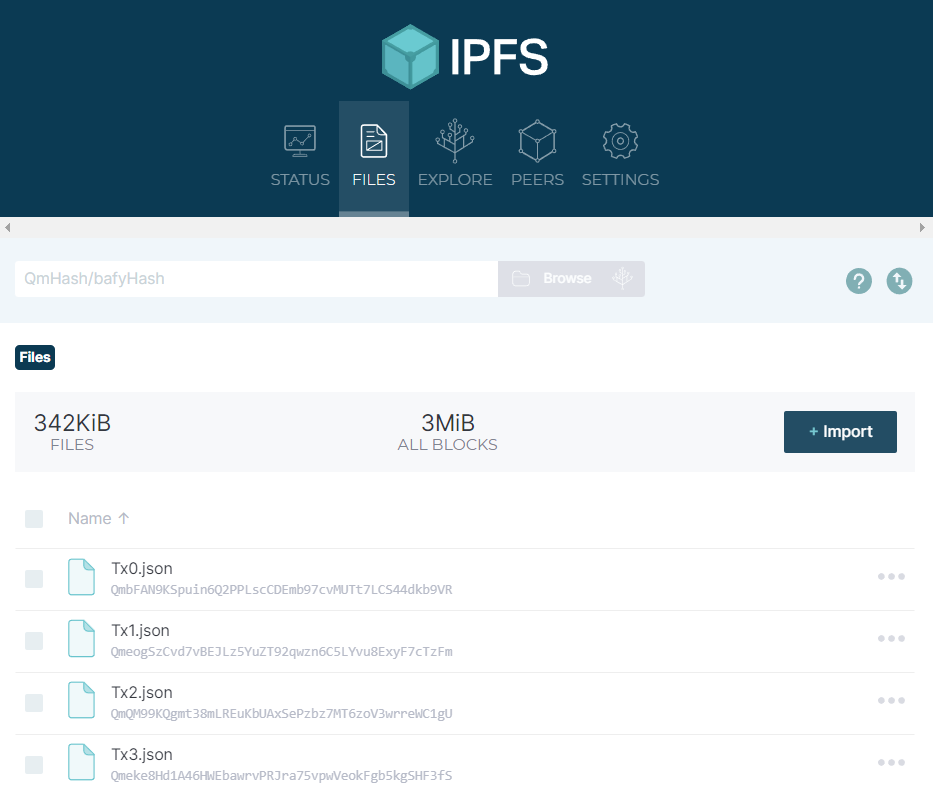 IPFS
STATUS FILES EXPLORE PEERS SETTINGS
QmHash/bafyHash Browse ?
Files
342KiB 3MiB
FILES ALL BLOCKS
+ Import
Name ↑
Tx0.json
QmbFAN9KSpuin6Q2PPLscCDEmb97cvMUTt7LCS44dkb9VR
Tx1.json
QmeogSzCvd7vBEJLz5YuZT92qwzn6C5LYvu8ExyF7cTzFm
Tx2.json
QmQM99KQgmt38mLREuKbUAxSePzbz7MT6zoV3wrreWC1gU
Tx3.json
Qmeke8Hd1A46HWEbawrvPRJra75vpwVeokFgb5kgSHF3fS